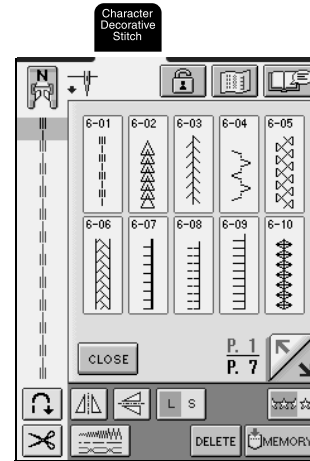 Character
Decorative
Stitch
N
6-01 6-02 6-03 6-04 6-05
6-06 6-07 6-08 6-09 6-10
CLOSE
P. 1
P. 7
L S
DELETE MEMORY